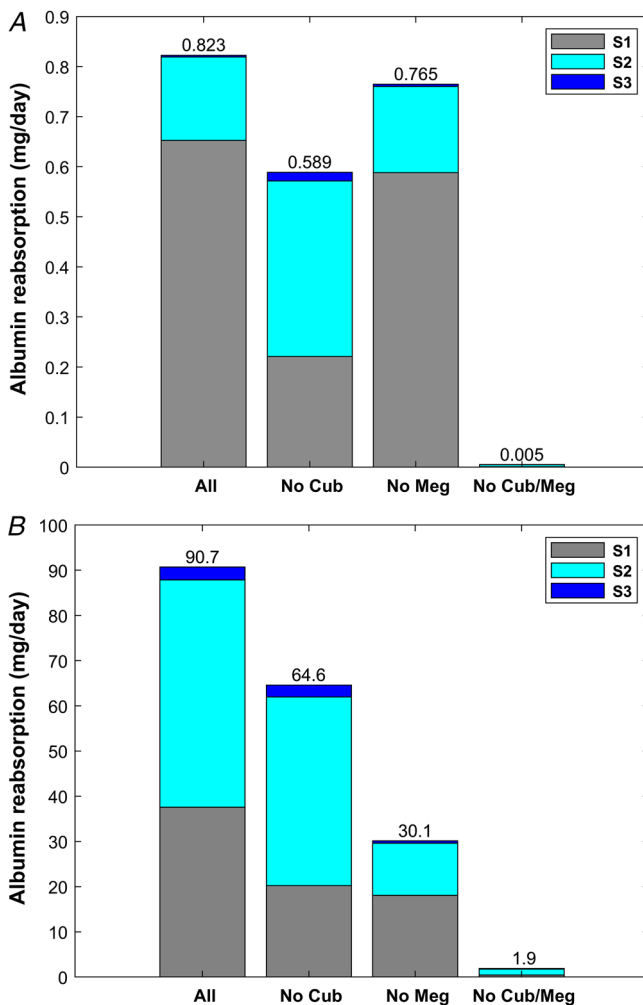 A
Albumin reabsorption (mg/day)
0.9
0.8
0.7
0.6
0.5
0.4
0.3
0.2
0.1
0
0.823
0.589
0.765
0.005
S1
S2
S3
All
No Cub
No Meg
No Cub/Meg
B
Albumin reabsorption (mg/day)
100
90
80
70
60
50
40
30
20
10
0
90.7
64.6
30.1
1.9
S1
S2
S3
All
No Cub
No Meg
No Cub/Meg